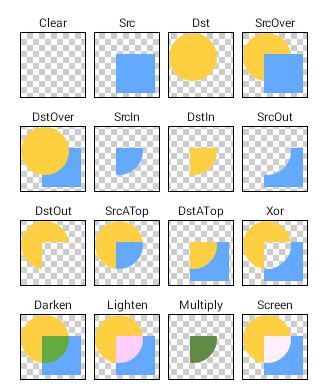 Clear Src Dst SrcOver
DstOver SrcIn DstIn SrcOut
DstOut SrcATop DstATop Xor
Darken Lighten Multiply Screen